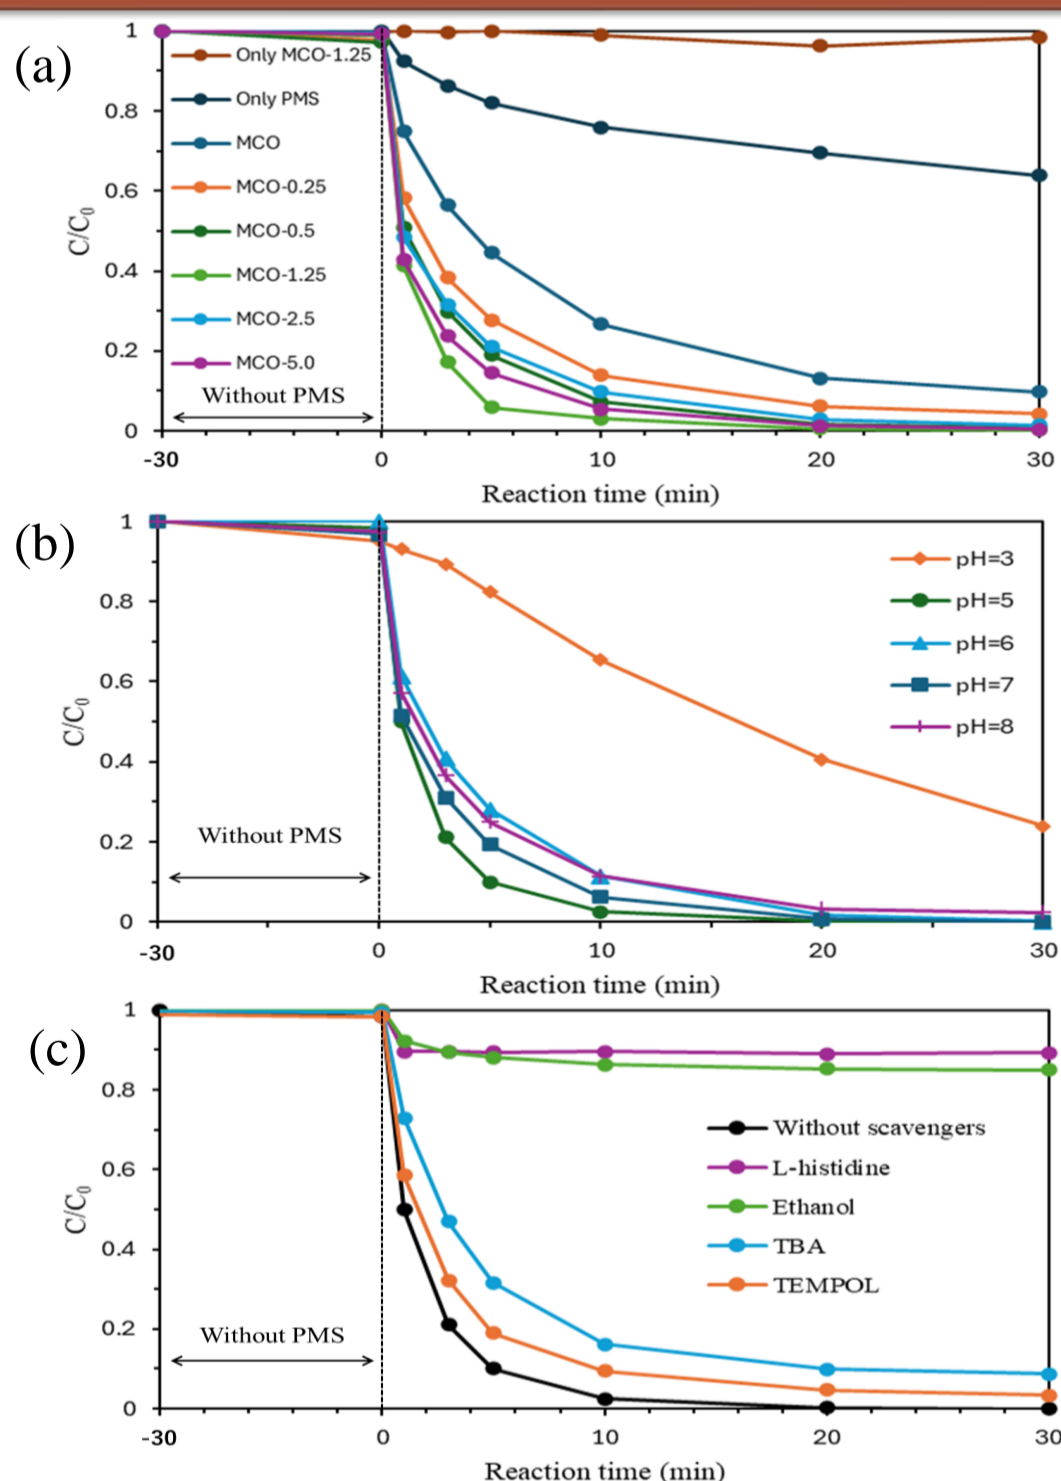 (a)
C/C0
1
0.8
0.6
0.4
0.2
0
Only MCO-1.25
Only PMS
MCO
MCO-0.25
MCO-0.5
MCO-1.25
MCO-2.5
MCO-5.0
Without PMS
-30 0 10 20 30
Reaction time (min)
(b)
C/C0
1
0.8
0.6
0.4
0.2
0
pH=3
pH=5
pH=6
pH=7
pH=8
Without PMS
-30 0 10 20 30
Reaction time (min)
(c)
C/C0
1
0.8
0.6
0.4
0.2
0
Without scavengers
L-histidine
Ethanol
TBA
TEMPOL
Without PMS
-30 0 10 20 30
Reaction time (min)